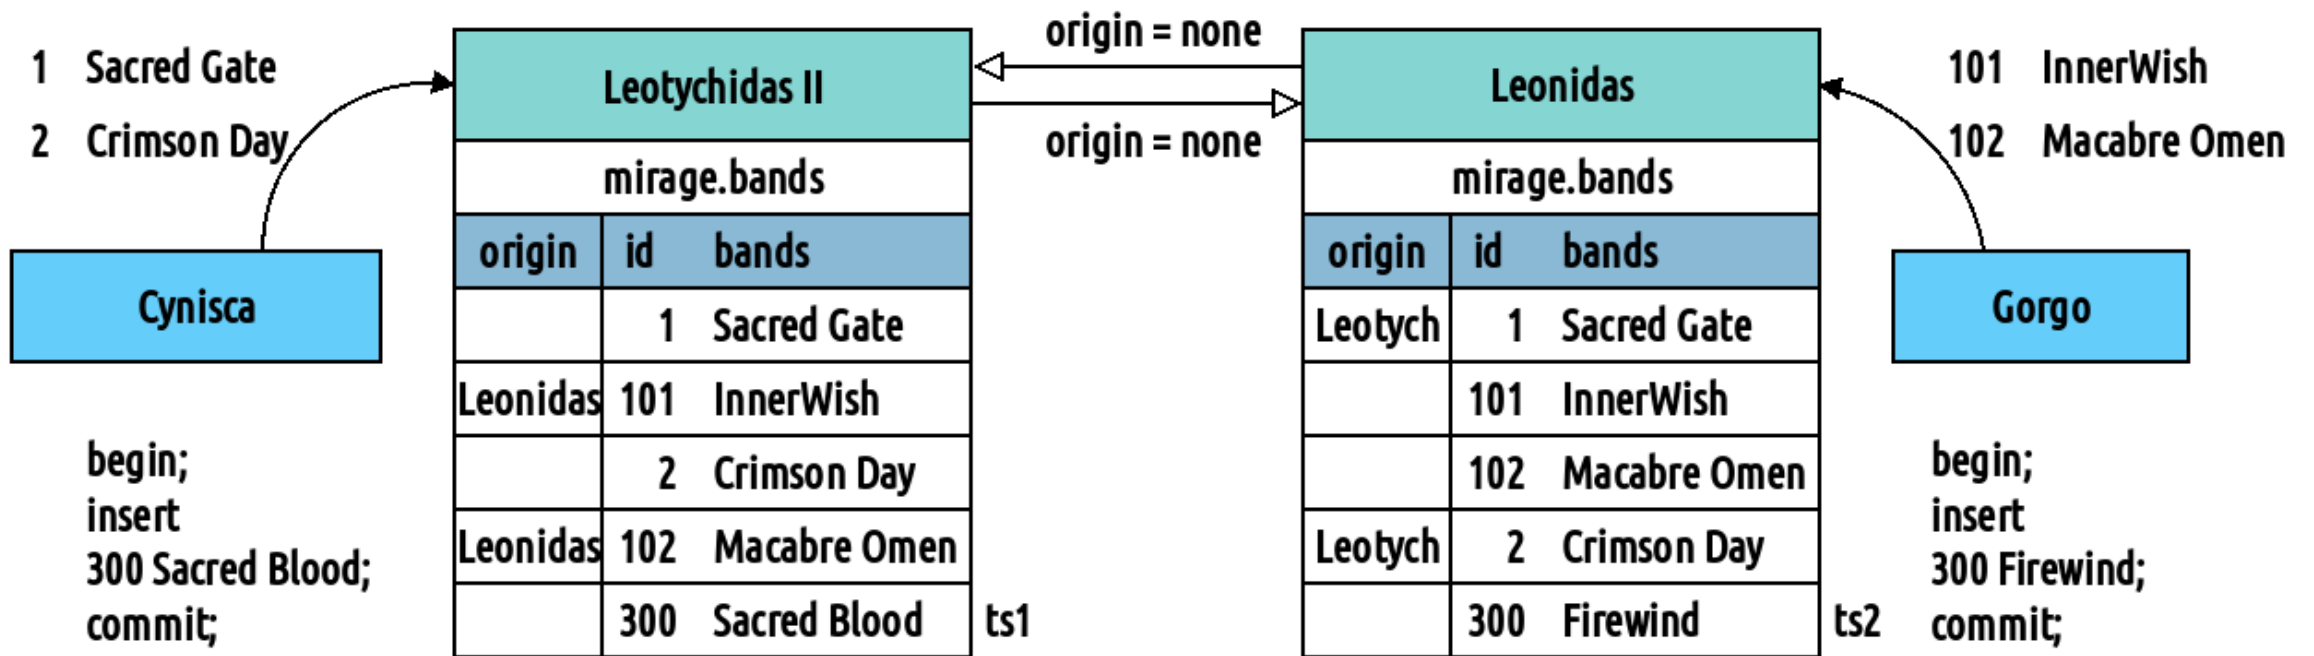 1 Sacred Gate
2 Crimson Day
Cynisca
begin;
insert
300 Sacred Blood;
commit;
Leotychidas II
mirage.bands
origin id bands
1 Sacred Gate
Leonidas 101 InnerWish
2 Crimson Day
Leonidas 102 Macabre Omen
300 Sacred Blood
ts1
origin = none
origin = none
Leonidas
mirage.bands
origin id bands
Leotych 1 Sacred Gate
101 InnerWish
102 Macabre Omen
Leotych 2 Crimson Day
300 Firewind
ts2
101 InnerWish
102 Macabre Omen
Gorgo
begin;
insert
300 Firewind;
commit;